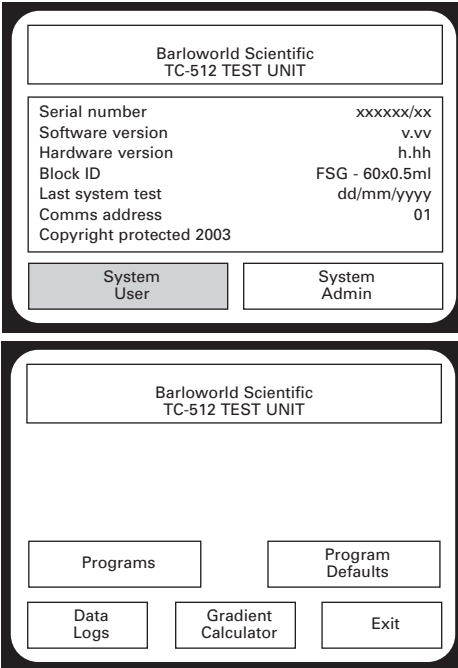 Barloworld Scientific
TC-512 TEST UNIT
Serial number xxxxxx/xx
Software version v.vv
Hardware version h.hh
Block ID FSG - 60x0.5ml
Last system test dd/mm/yyyy
Comms address 01
Copyright protected 2003
System User
System Admin
Barloworld Scientific
TC-512 TEST UNIT
Programs
Program Defaults
Data Logs
Gradient Calculator
Exit